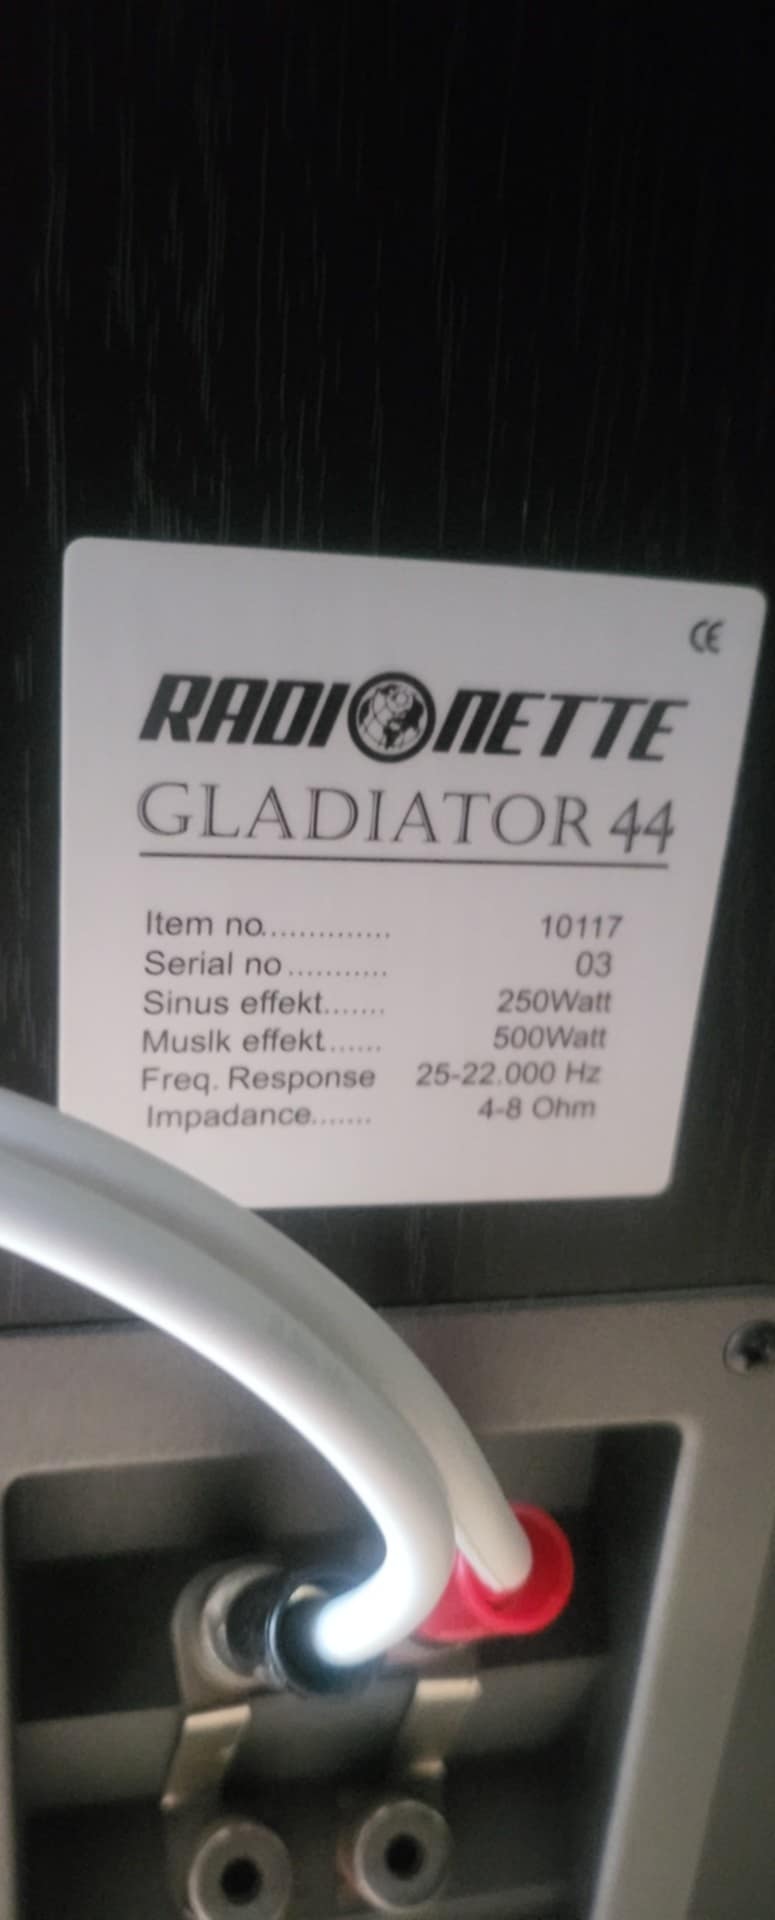 CE
RADIONETTE
GLADIATOR 44
Item no.............. 10117
Serial no ........... 03
Sinus effekt....... 250Watt
MusIk effekt...... 500Watt
Freq. Response 25-22.000 Hz
Impadance....... 4-8 Ohm